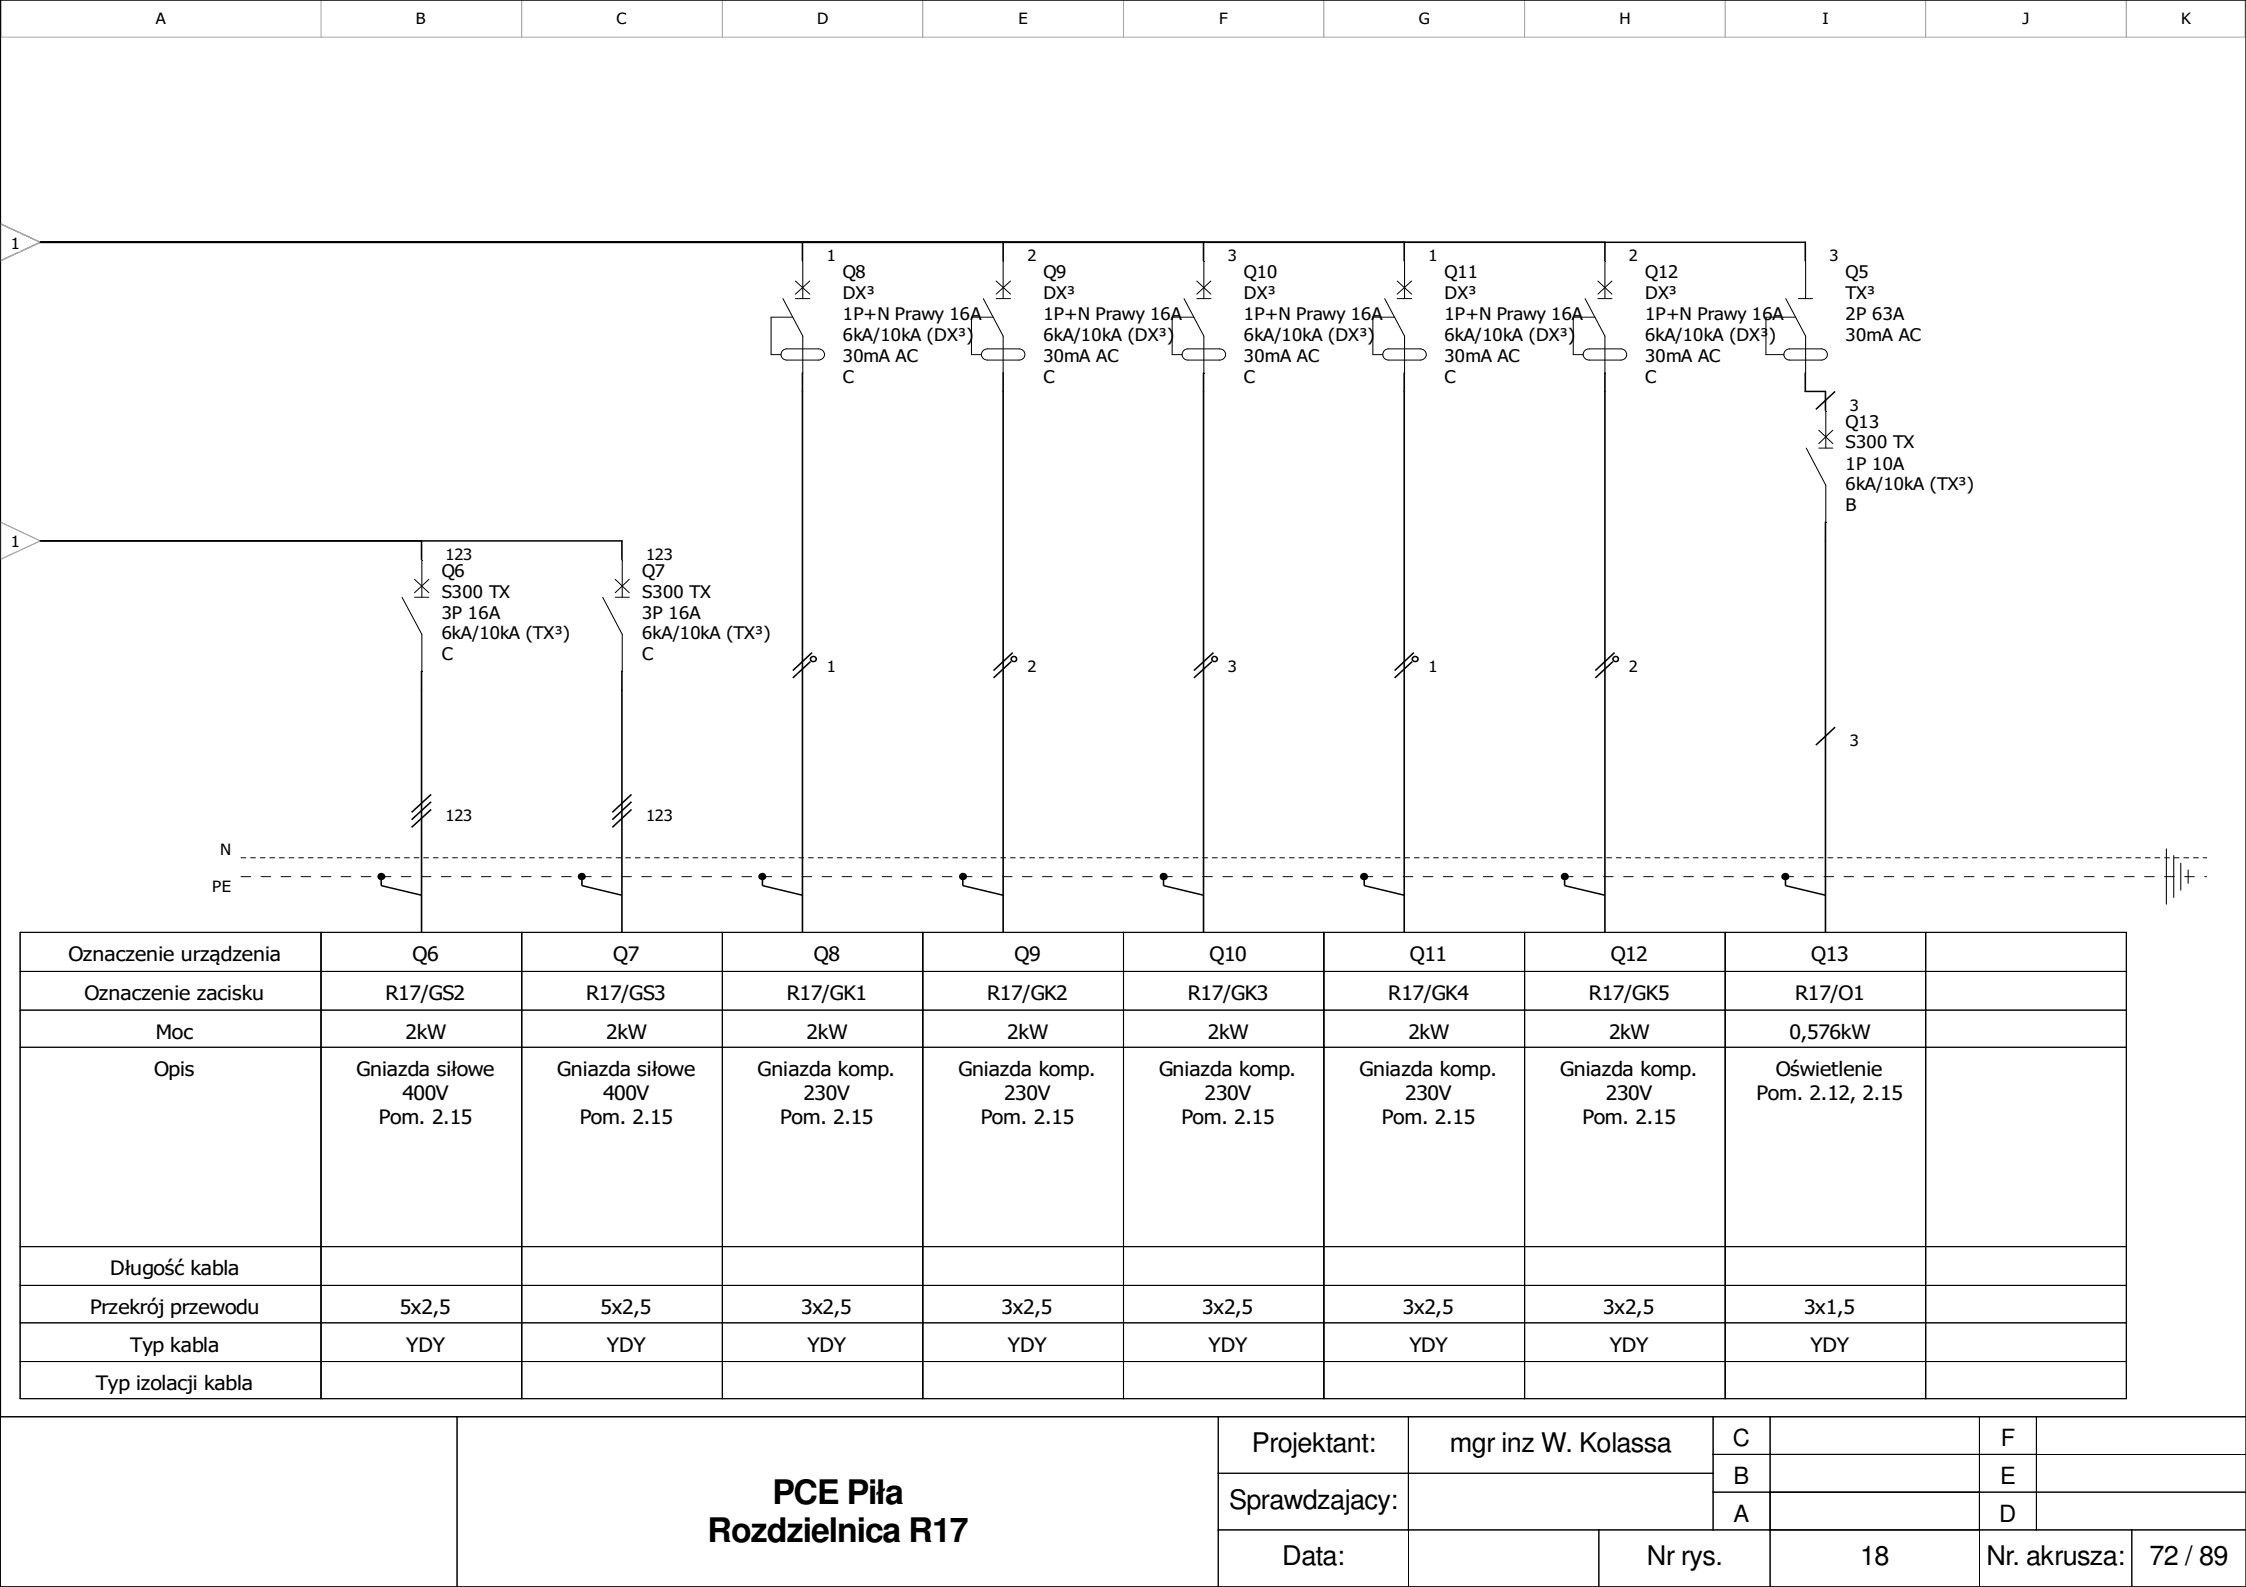 A B C D E F G H I J K
1
1 2 3 1 2 3
Q8 Q9 Q10 Q11 Q12 Q5
DX³ DX³ DX³ DX³ DX³ TX³
1P+N Prawy 16A 1P+N Prawy 16A 1P+N Prawy 16A 1P+N Prawy 16A 1P+N Prawy 16A 2P 63A
6kA/10kA (DX³) 6kA/10kA (DX³) 6kA/10kA (DX³) 6kA/10kA (DX³) 6kA/10kA (DX³) 30mA AC
30mA AC 30mA AC 30mA AC 30mA AC 30mA AC
C C C C C
3
Q13
S300 TX
1P 10A
6kA/10kA (TX³)
B
1
123 123
Q6 Q7
S300 TX S300 TX
3P 16A 3P 16A
6kA/10kA (TX³) 6kA/10kA (TX³)
C C
1 2 3 1 2
3
123 123
N
PE
Oznaczenie urządzenia Q6 Q7 Q8 Q9 Q10 Q11 Q12 Q13
Oznaczenie zacisku R17/GS2 R17/GS3 R17/GK1 R17/GK2 R17/GK3 R17/GK4 R17/GK5 R17/O1
Moc 2kW 2kW 2kW 2kW 2kW 2kW 2kW 0,576kW
Opis Gniazda siłowe Gniazda siłowe Gniazda komp. Gniazda komp. Gniazda komp. Gniazda komp. Gniazda komp. Oświetlenie
400V 400V 230V 230V 230V 230V 230V Pom. 2.12, 2.15
Pom. 2.15 Pom. 2.15 Pom. 2.15 Pom. 2.15 Pom. 2.15 Pom. 2.15 Pom. 2.15
Długość kabla
Przekrój przewodu 5x2,5 5x2,5 3x2,5 3x2,5 3x2,5 3x2,5 3x2,5 3x1,5
Typ kabla YDY YDY YDY YDY YDY YDY YDY YDY
Typ izolacji kabla
PCE Piła
Rozdzielnica R17
Projektant: mgr inz W. Kolassa C F
B E
Sprawdzajacy:
A D
Data: Nr rys. 18 Nr. akrusza: 72 / 89